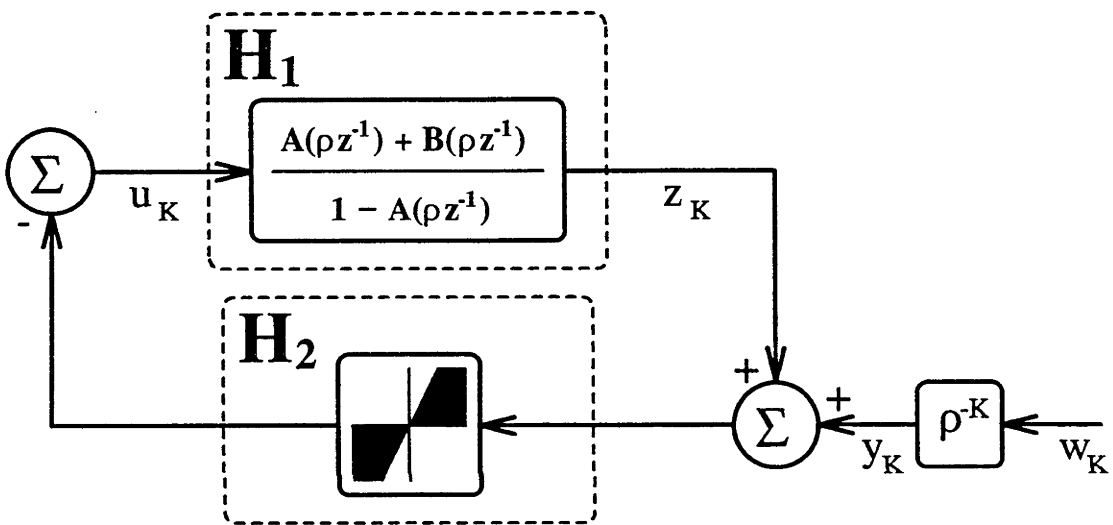 H₁
A(ρz⁻¹) + B(ρz⁻¹)
1 − A(ρz⁻¹)
Σ
u_K
z_K
-
H₂
+
+
Σ
ρ⁻ᴷ
y_K
w_K